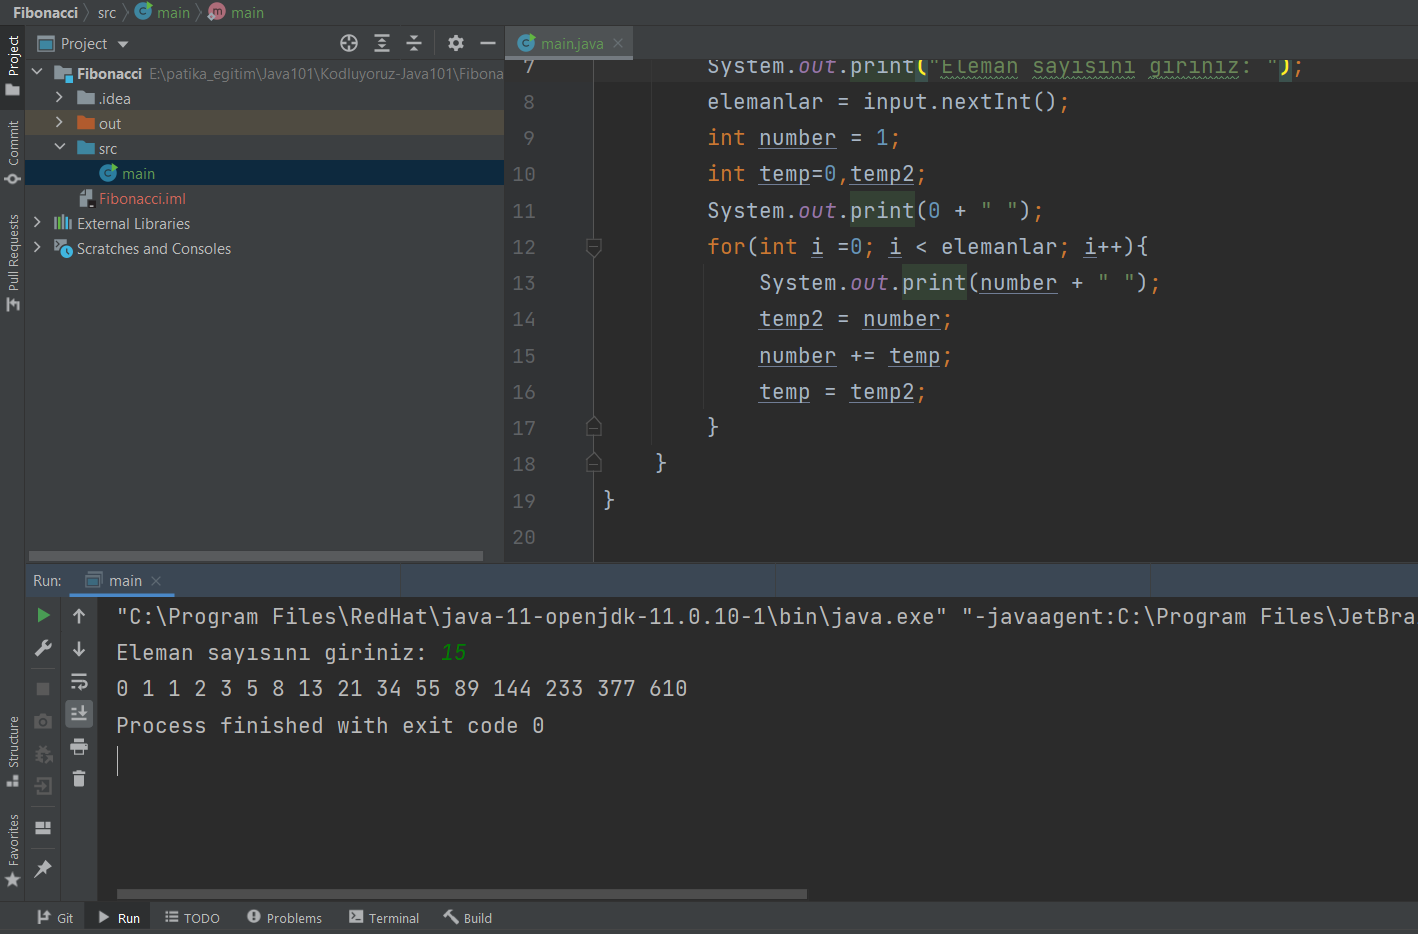 Fibonacci src main main
Project
main.java
Project
Commit
Pull Requests
Structure
Favorites
Fibonacci E:\patika_egitim\Java101\Kodluyoruz-Java101\Fibona
.idea
out
src
main
Fibonacci.iml
External Libraries
Scratches and Consoles
7 System.out.print("Eleman sayısını giriniz: ");
8 elemanlar = input.nextInt();
9 int number = 1;
10 int temp=0,temp2;
11 System.out.print(0 + " ");
12 for(int i =0; i < elemanlar; i++){
13 System.out.print(number + " ");
14 temp2 = number;
15 number += temp;
16 temp = temp2;
17 }
18 }
19 }
20
Run: main
"C:\Program Files\RedHat\java-11-openjdk-11.0.10-1\bin\java.exe" "-javaagent:C:\Program Files\JetBra
Eleman sayısını giriniz: 15
0 1 1 2 3 5 8 13 21 34 55 89 144 233 377 610
Process finished with exit code 0
Git Run TODO Problems Terminal Build